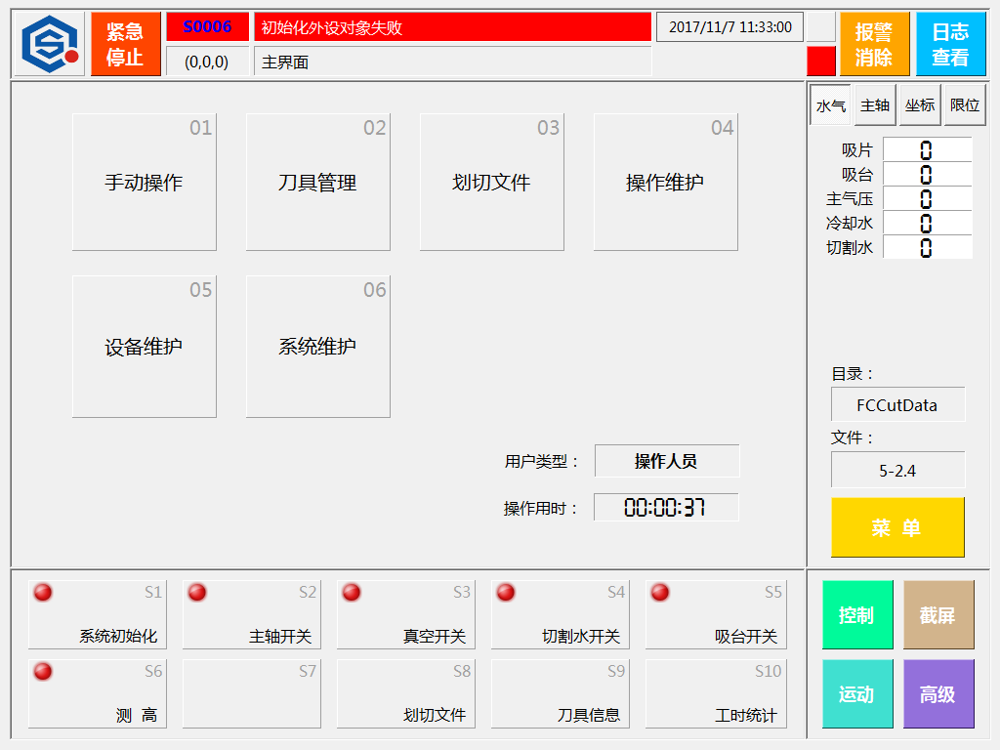 紧急
停止
S0006
初始化外设对象失败
2017/11/7 11:33:00
(0,0,0)
主界面
报警
消除
日志
查看
水气
主轴
坐标
限位
01
手动操作
02
刀具管理
03
划切文件
04
操作维护
05
设备维护
06
系统维护
吸片
0
吸台
0
主气压
0
冷却水
0
切割水
0
目录：
FCCutData
文件：
5-2.4
菜 单
用户类型：
操作人员
操作用时：
00:00:37
S1
系统初始化
S2
主轴开关
S3
真空开关
S4
切割水开关
S5
吸台开关
S6
测 高
S7
S8
划切文件
S9
刀具信息
S10
工时统计
控制
截屏
运动
高级